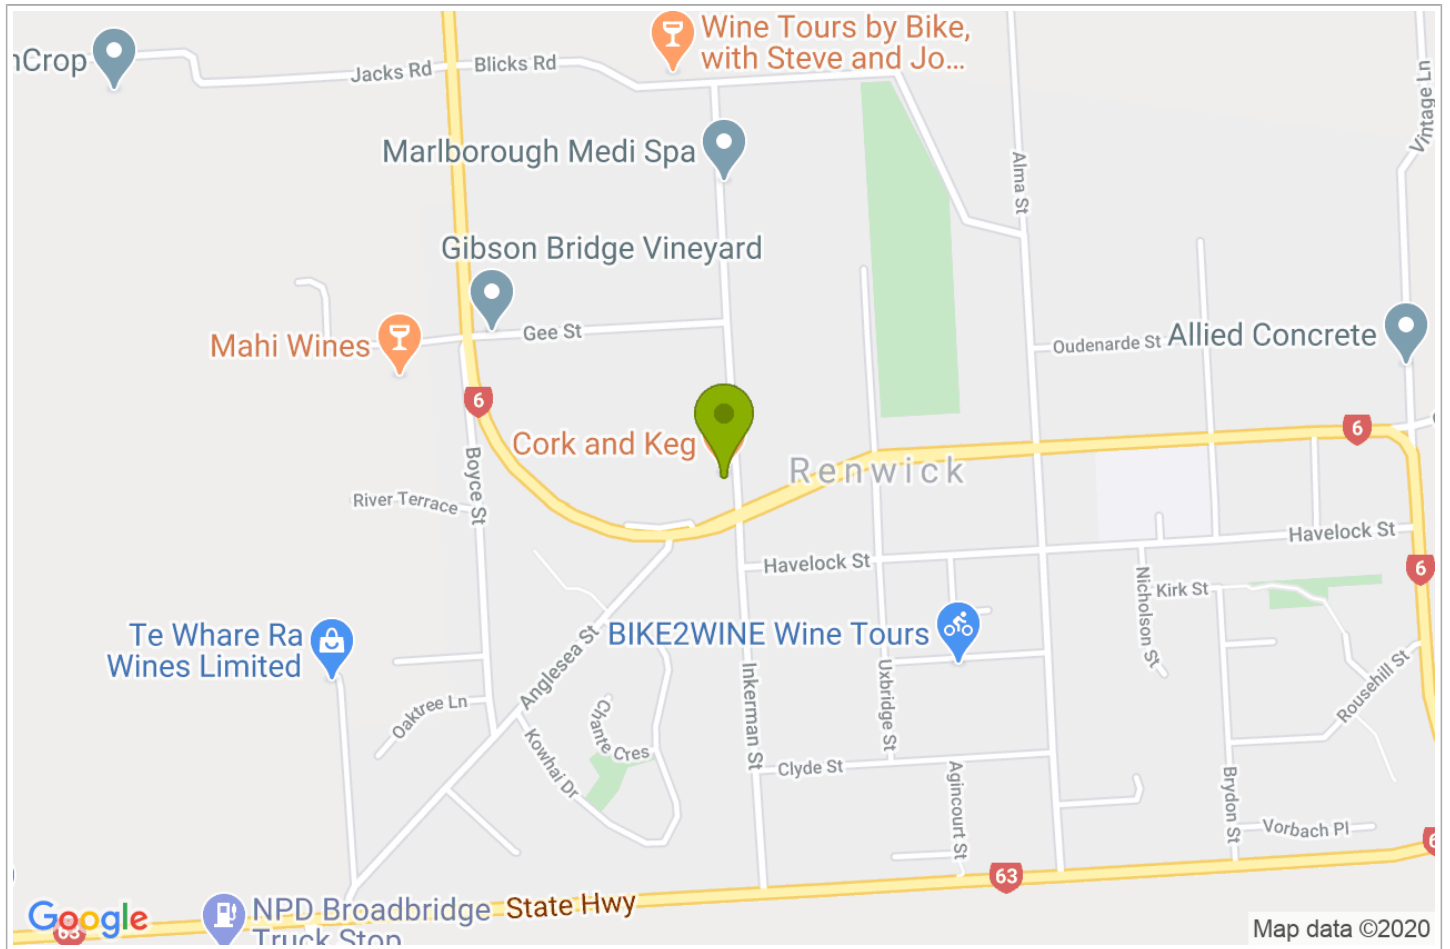 Wine Tours by Bike,
with Steve and Jo...
nCrop
Jacks Rd
Blicks Rd
Vintage Ln
Marlborough Medi Spa
Alma St
Gibson Bridge Vineyard
Gee St
Mahi Wines
Oudenarde St
Allied Concrete
6
6
Cork and Keg
Renwick
Boyce St
River Terrace
Havelock St
Havelock St
6
Nicholson St
Kirk St
Te Whare Ra
Wines Limited
BIKE2WINE Wine Tours
Anglesea St
Inkerman St
Uxbridge St
Rousehill St
Oaktree Ln
Chante Cres
Kowhai Dr
Clyde St
Agincourt St
Brydon St
Vorbach Pl
6
63
NPD Broadbridge
Truck Stop
State Hwy
Google
63
Map data ©2020